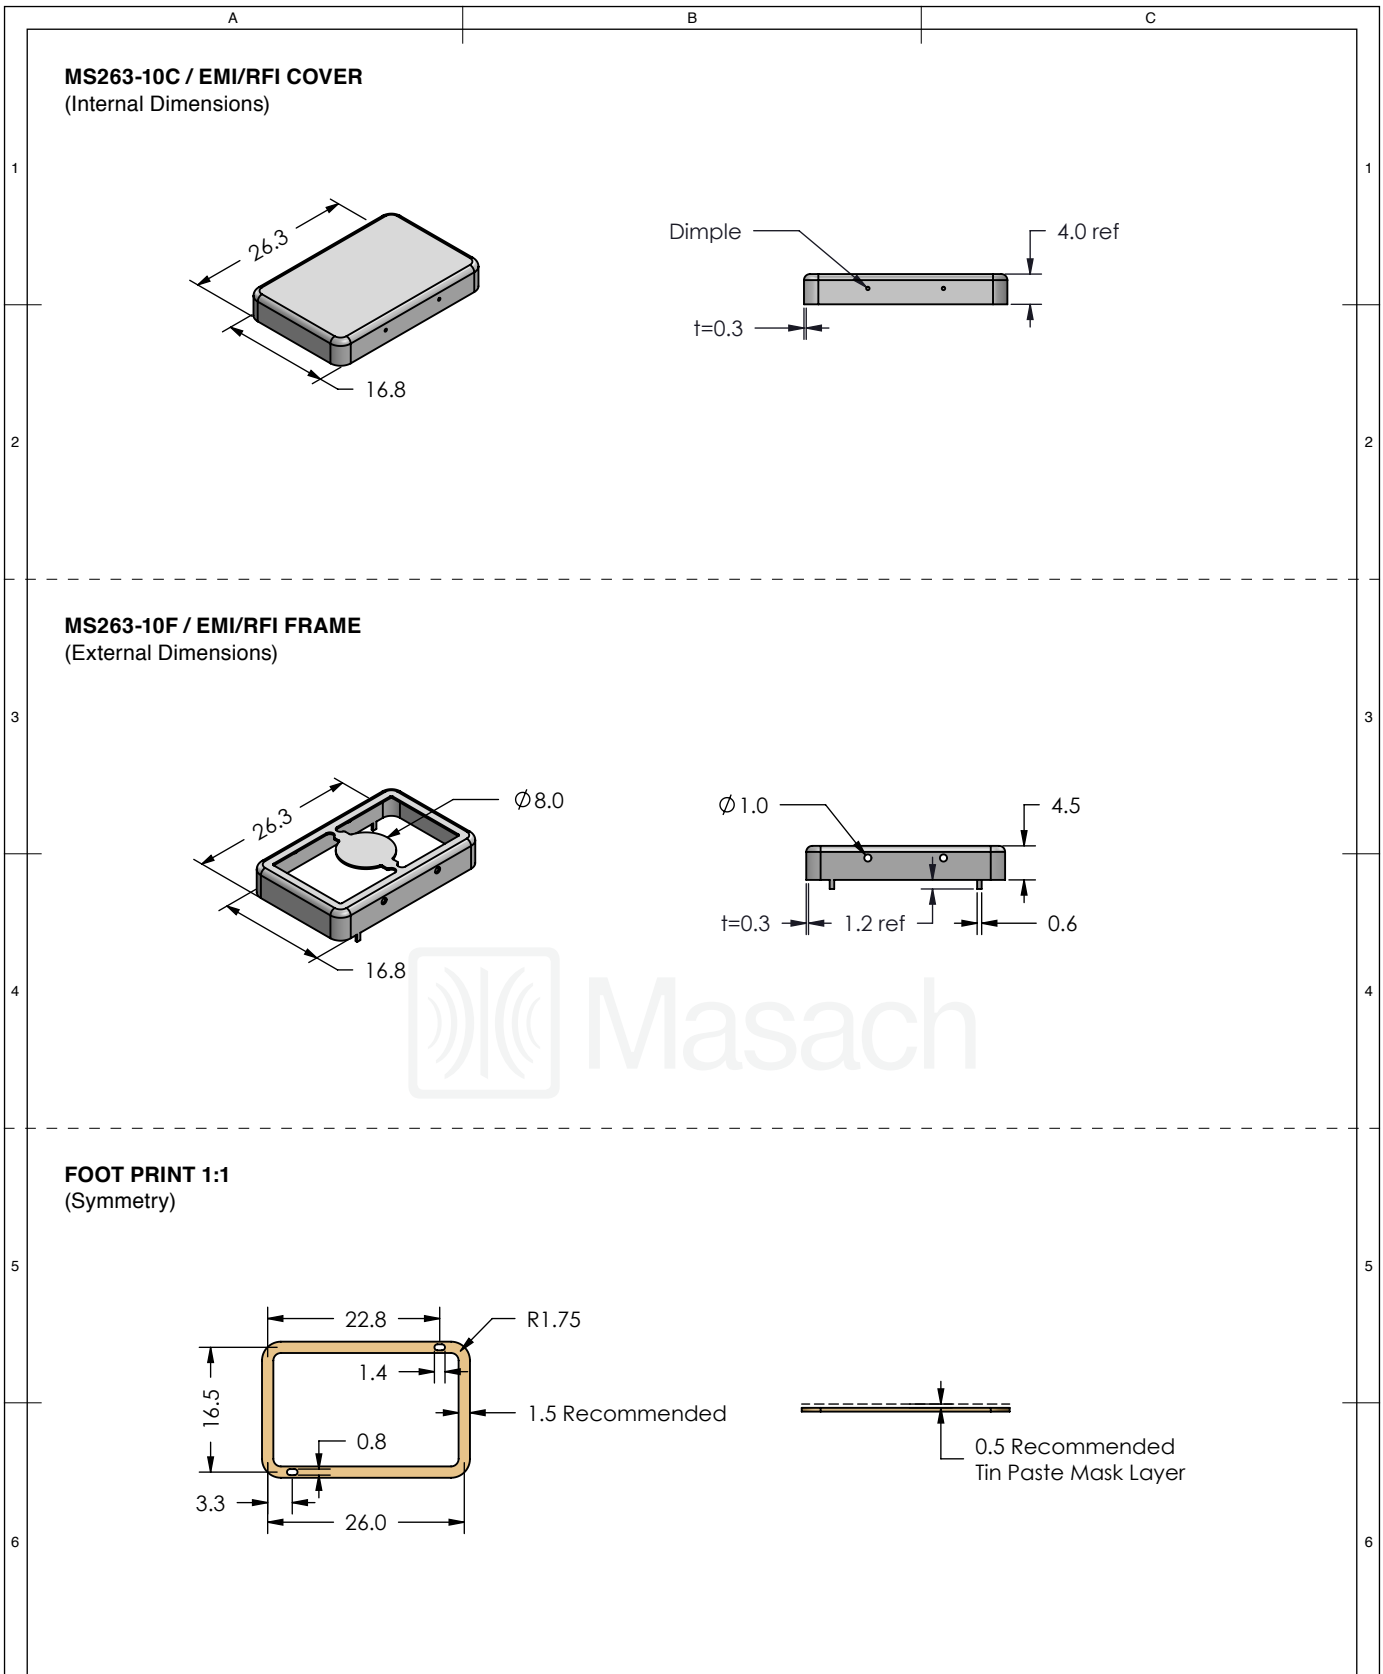 A B C
MS263-10C / EMI/RFI COVER
(Internal Dimensions)
1 1
26.3
16.8
Dimple
4.0 ref
t=0.3
2 2
MS263-10F / EMI/RFI FRAME
(External Dimensions)
3 3
26.3
Ø8.0
16.8
Ø1.0
4.5
t=0.3
1.2 ref
0.6
Masach
4 4
FOOT PRINT 1:1
(Symmetry)
5 5
22.8
R1.75
1.4
16.5
1.5 Recommended
0.8
3.3
26.0
0.5 Recommended
Tin Paste Mask Layer
6 6